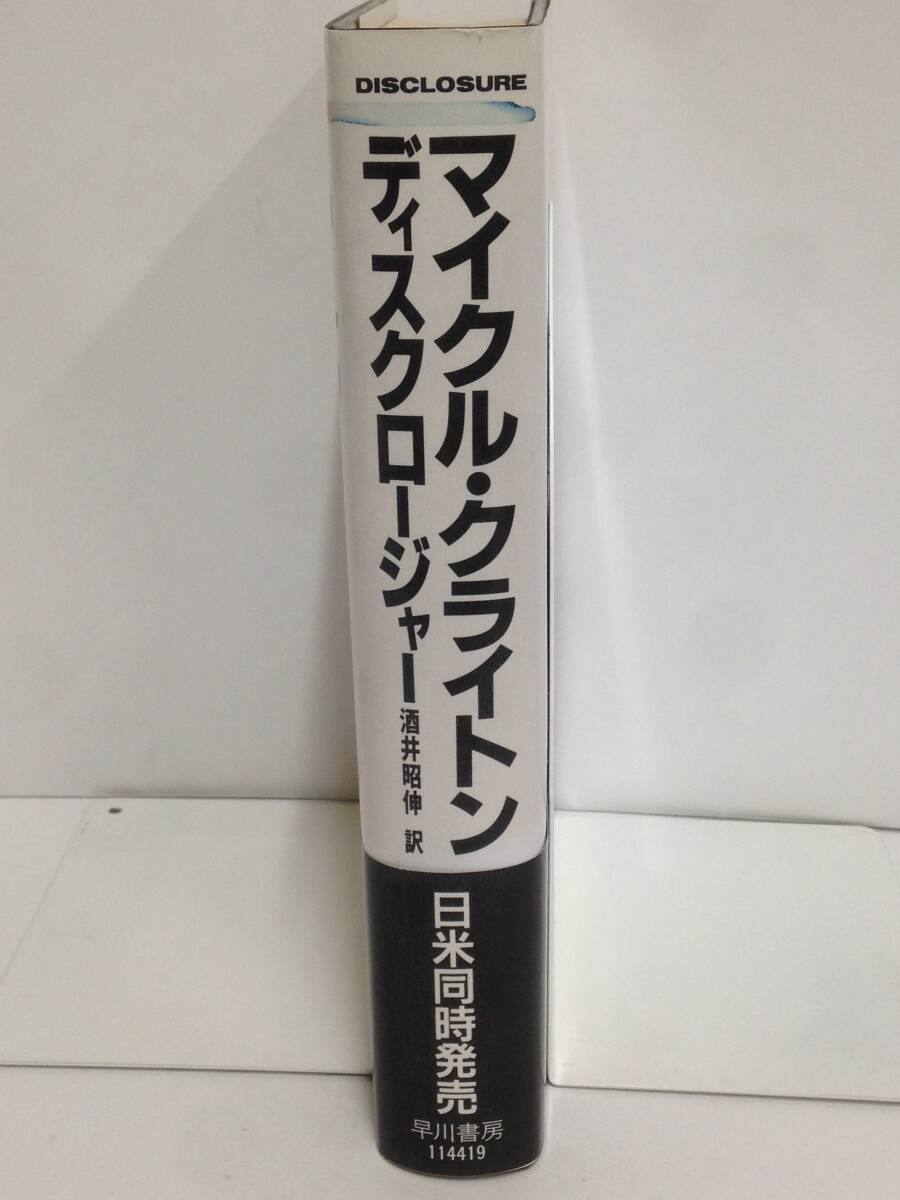 DISCLOSURE
マイクル・クライトン
ディスクロージャー
酒井昭伸 訳
日米同時発売
早川書房
114419